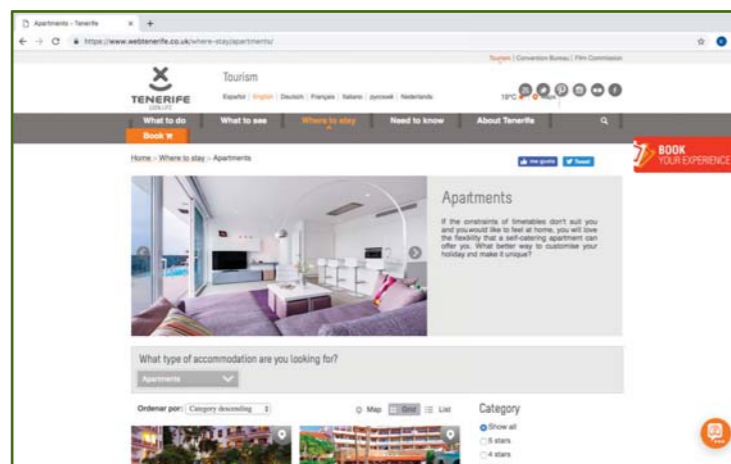 Apartments - Tenerife
https://www.webtenerife.co.uk/where-stay/apartments/
Tourism | Convention Bureau | Film Commission
TENERIFE
Tourism
Español | English | Deutsch | Français | Italiano | русский | Nederlands
19°C
Maps
What to do
What to see
Where to stay
Need to know
About Tenerife
Book
BOOK
YOUR EXPERIENCE
Home > Where to stay > Apartments
me gusta
Tweet
Apartments
If the constraints of timetables don't suit you
and you would like to feel at home, you will love
the flexibility that a self-catering apartment can
offer you. What better way to customise your
holiday and make it unique?
What type of accommodation are you looking for?
Apartments
Ordenar por: Category descending
Map
Grid
List
Category
Show all
5 stars
4 stars